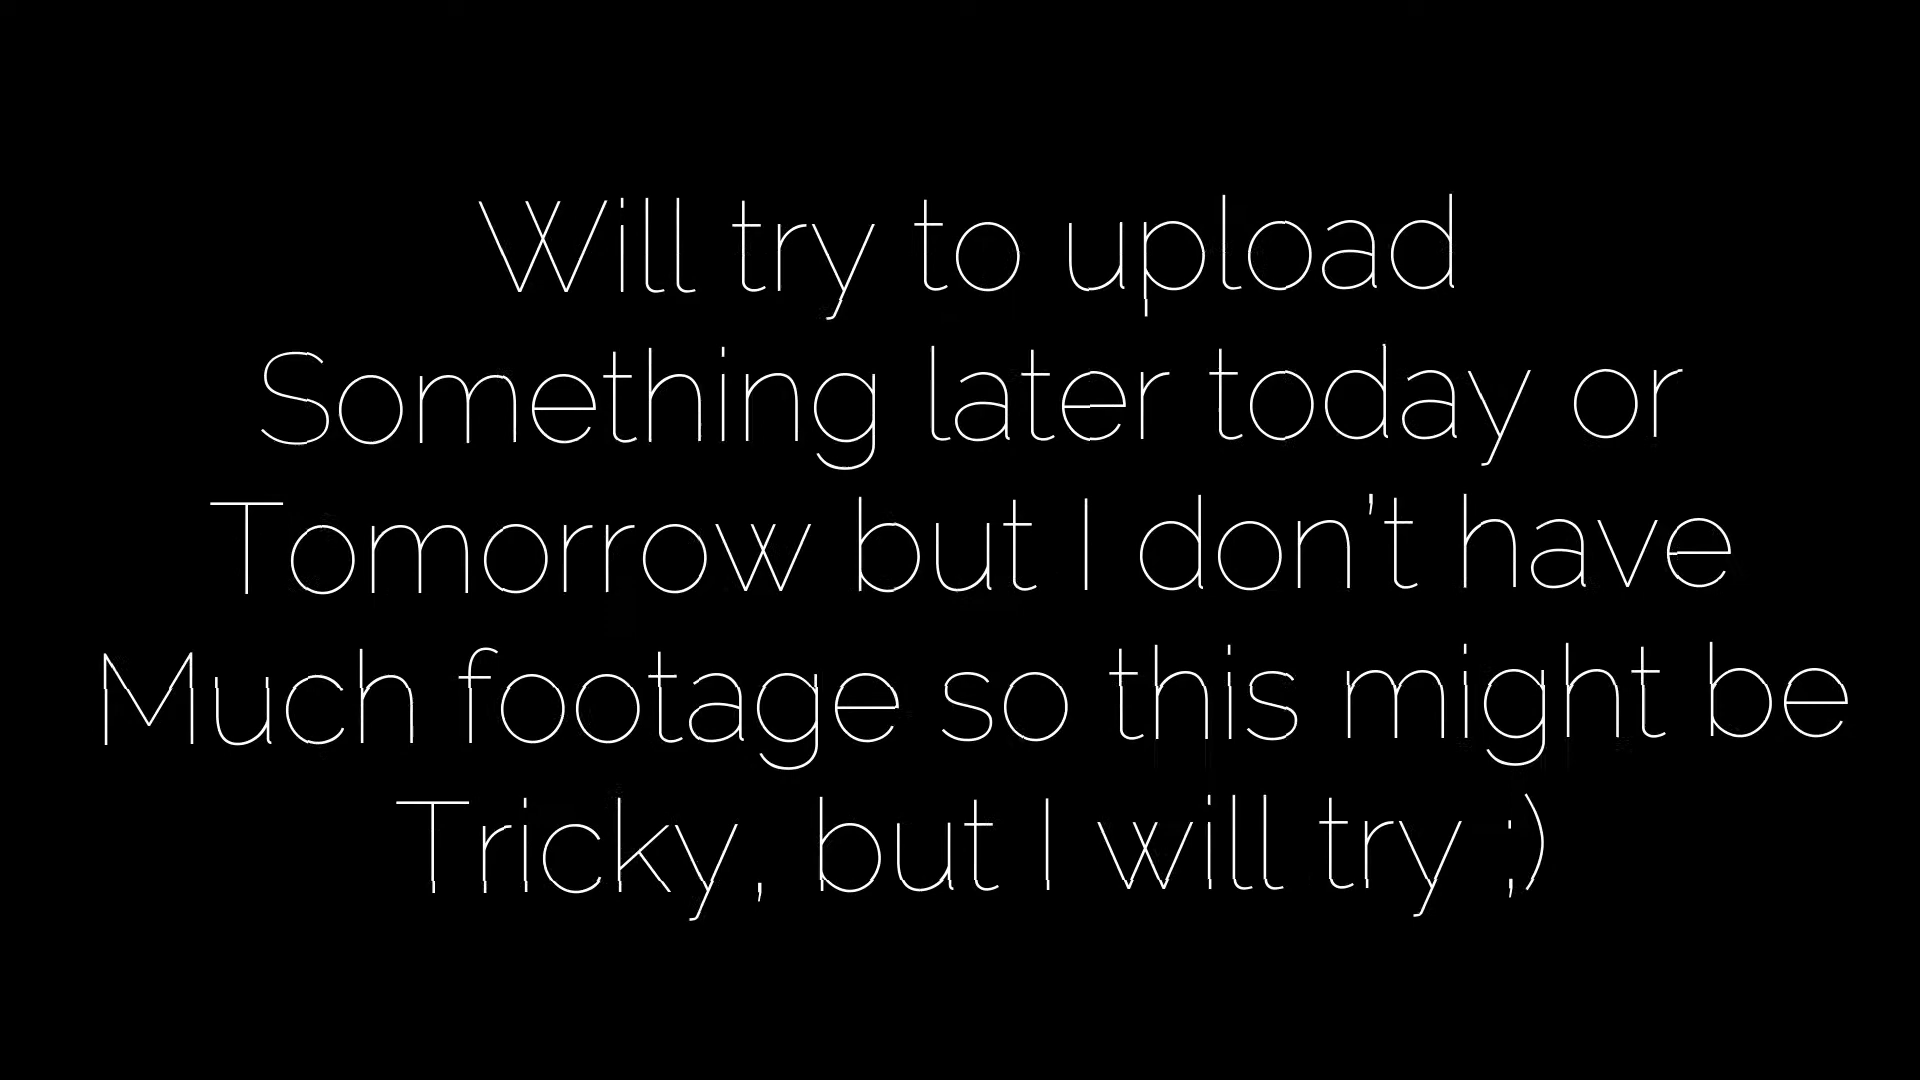 Will try to upload
Something later today or
Tomorrow but I don't have
Much footage so this might be
Tricky, but I will try ;)